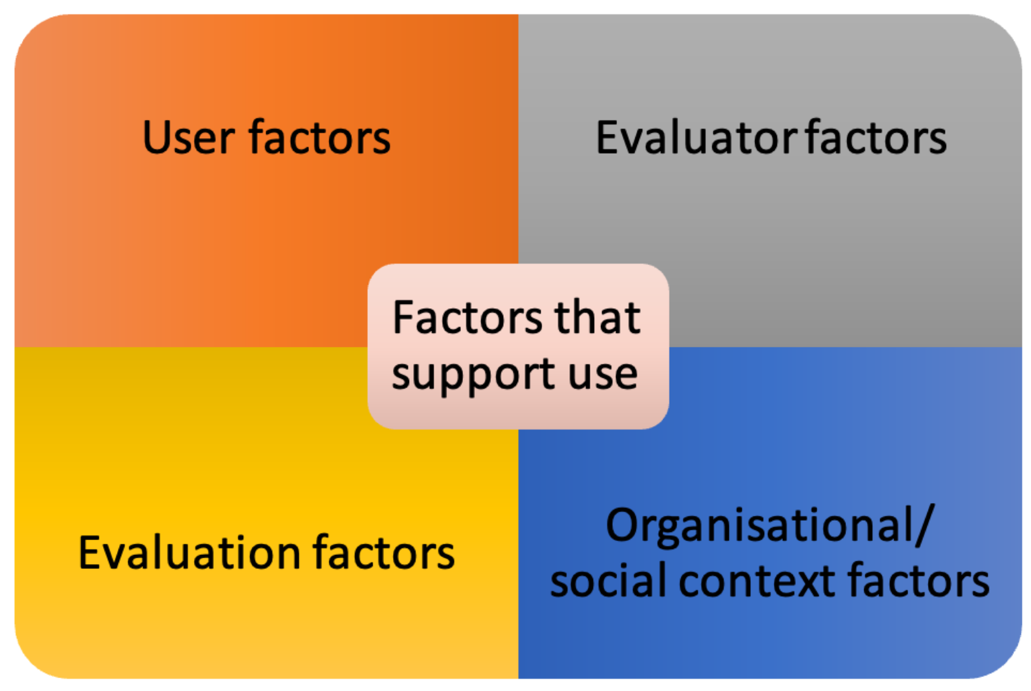 User factors
Evaluator factors
Factors that
support use
Evaluation factors
Organisational/
social context factors